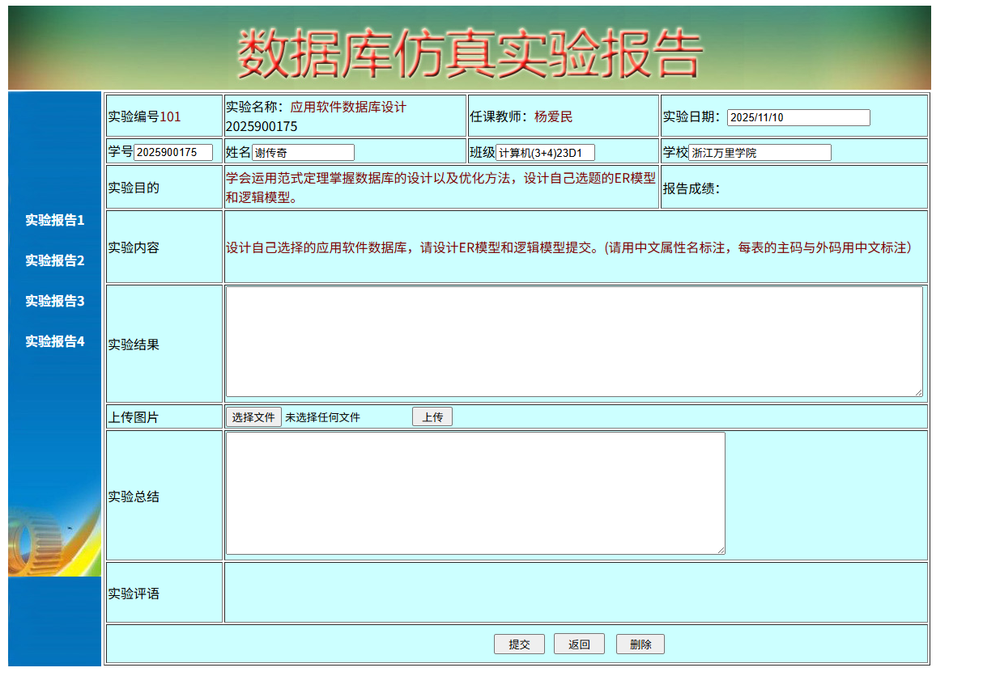 数据库仿真实验报告
实验报告1
实验报告2
实验报告3
实验报告4
实验编号101
实验名称：应用软件数据库设计
2025900175
任课教师：杨爱民
实验日期：2025/11/10
学号2025900175
姓名谢传奇
班级计算机(3+4)23D1
学校浙江万里学院
实验目的
学会运用范式定理掌握数据库的设计以及优化方法，设计自己选题的ER模型
和逻辑模型。
报告成绩：
实验内容
设计自己选择的应用软件数据库，请设计ER模型和逻辑模型提交。(请用中文属性名标注，每表的主码与外码用中文标注）
实验结果
上传图片
选择文件 未选择任何文件
上传
实验总结
实验评语
提交
返回
删除